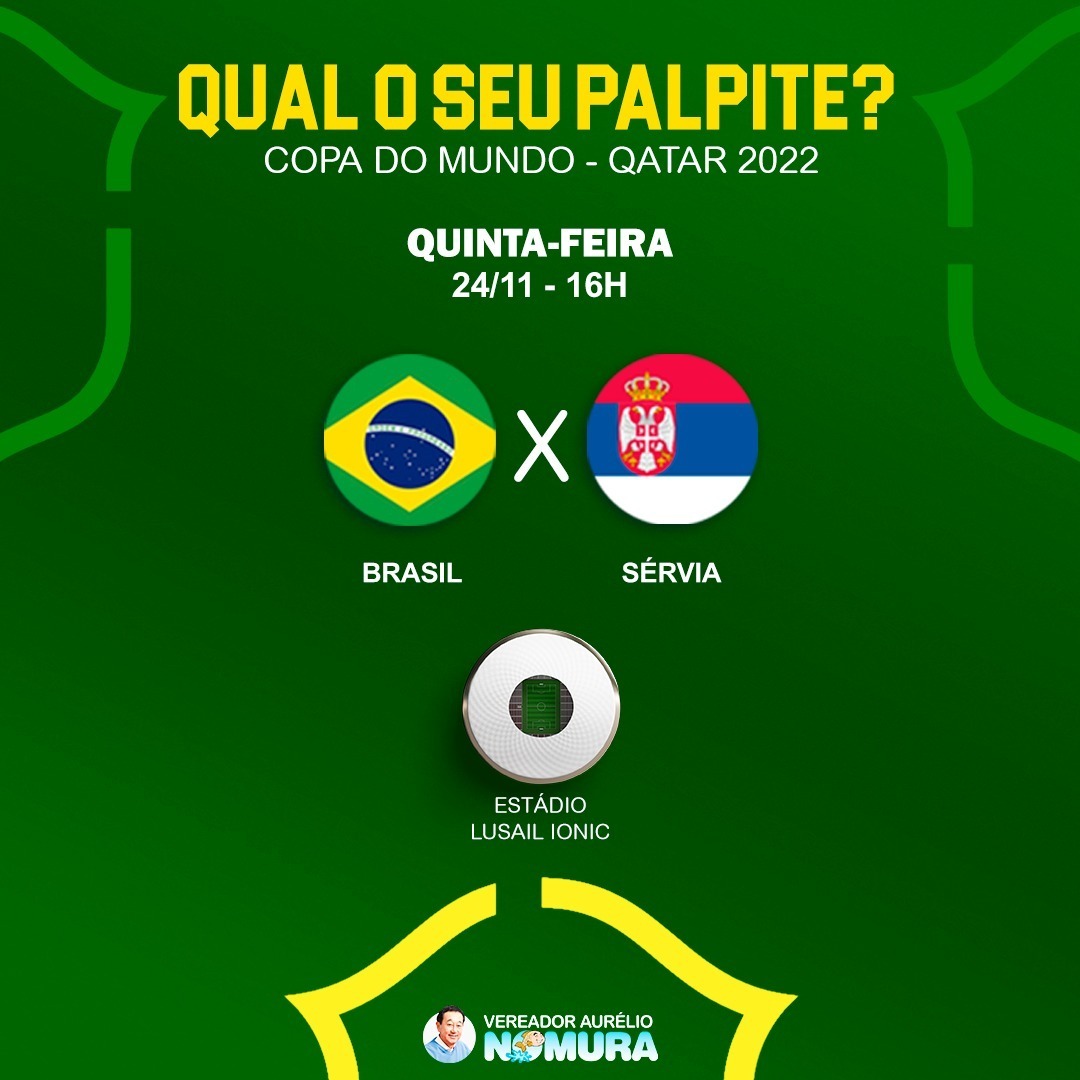 QUAL O SEU PALPITE?
COPA DO MUNDO - QATAR 2022
QUINTA-FEIRA
24/11 - 16H
X
BRASIL
SÉRVIA
ESTÁDIO
LUSAIL IONIC
VEREADOR AURÉLIO
NOMURA